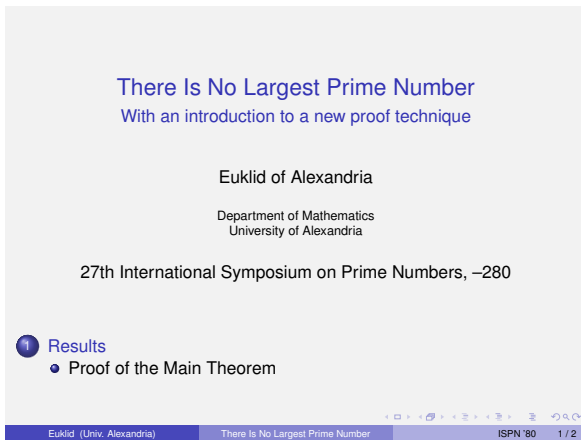 There Is No Largest Prime Number
With an introduction to a new proof technique
Euklid of Alexandria
Department of Mathematics
University of Alexandria
27th International Symposium on Prime Numbers, –280
1 Results
Proof of the Main Theorem
Euklid (Univ. Alexandria) There Is No Largest Prime Number ISPN ’80 1 / 2